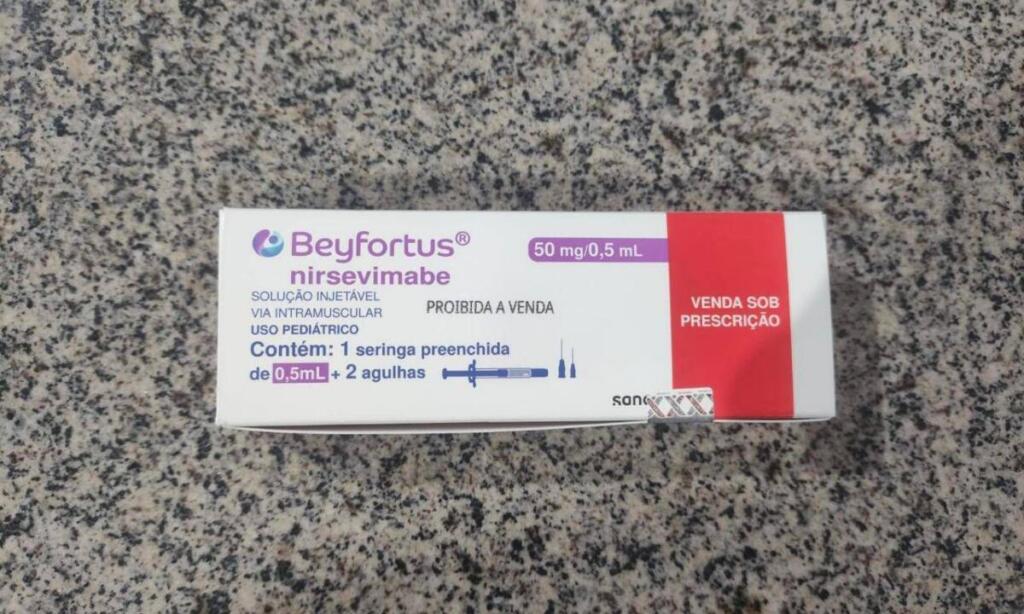 Beyfortus®
nirsevimabe
50 mg/0,5 mL
SOLUÇÃO INJETÁVEL
VIA INTRAMUSCULAR
USO PEDIÁTRICO
PROIBIDA A VENDA
Contém: 1 seringa preenchida
de 0,5mL + 2 agulhas
VENDA SOB
PRESCRIÇÃO